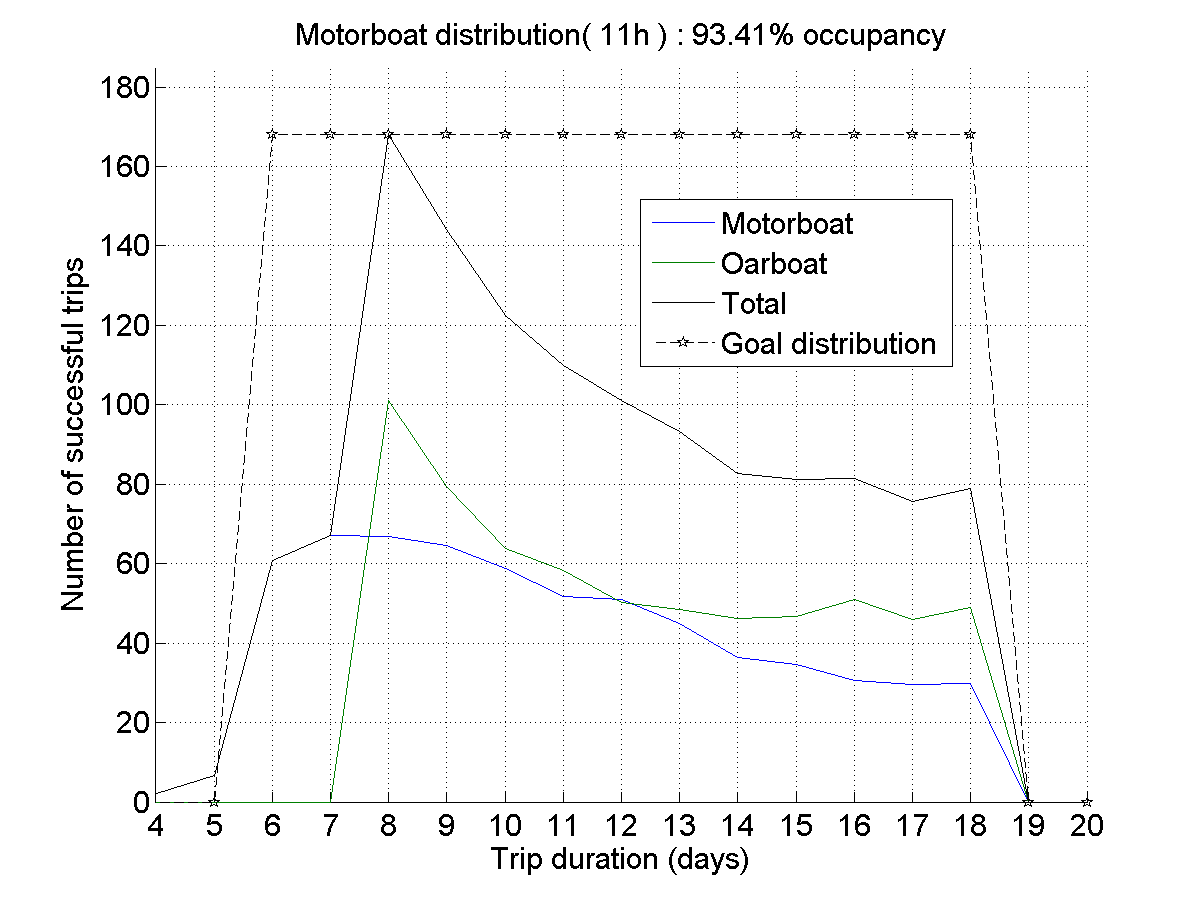 Motorboat distribution( 11h ) : 93.41% occupancy
Number of successful trips
180
160
140
120
100
80
60
40
20
0
Motorboat
Oarboat
Total
Goal distribution
4 5 6 7 8 9 10 11 12 13 14 15 16 17 18 19 20
Trip duration (days)